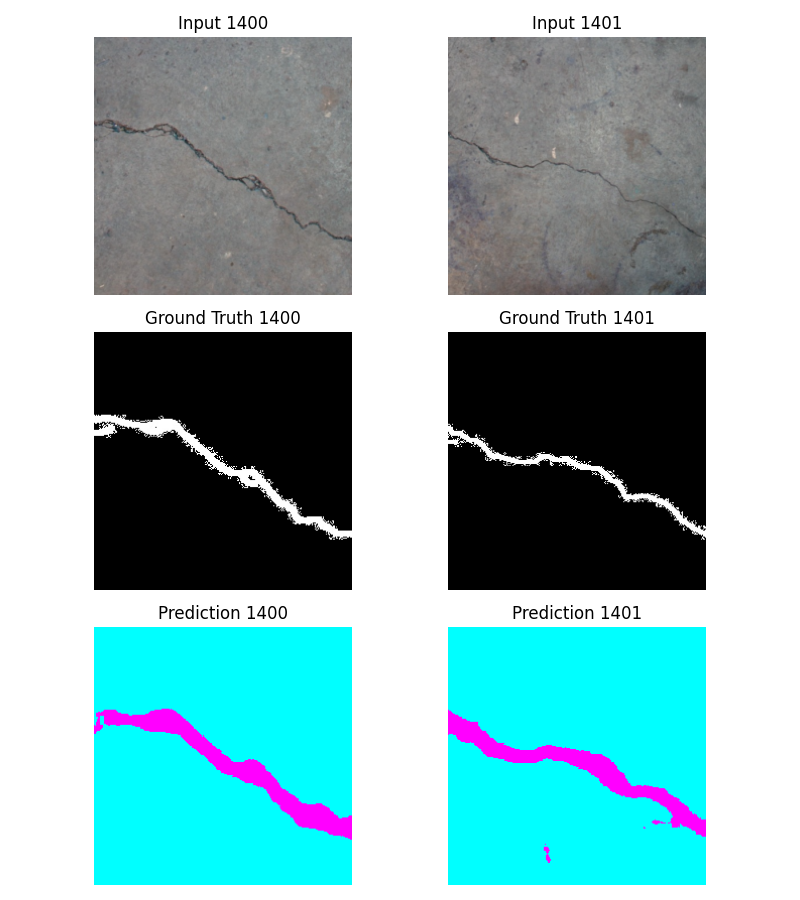 Input 1400
Input 1401
Ground Truth 1400
Ground Truth 1401
Prediction 1400
Prediction 1401